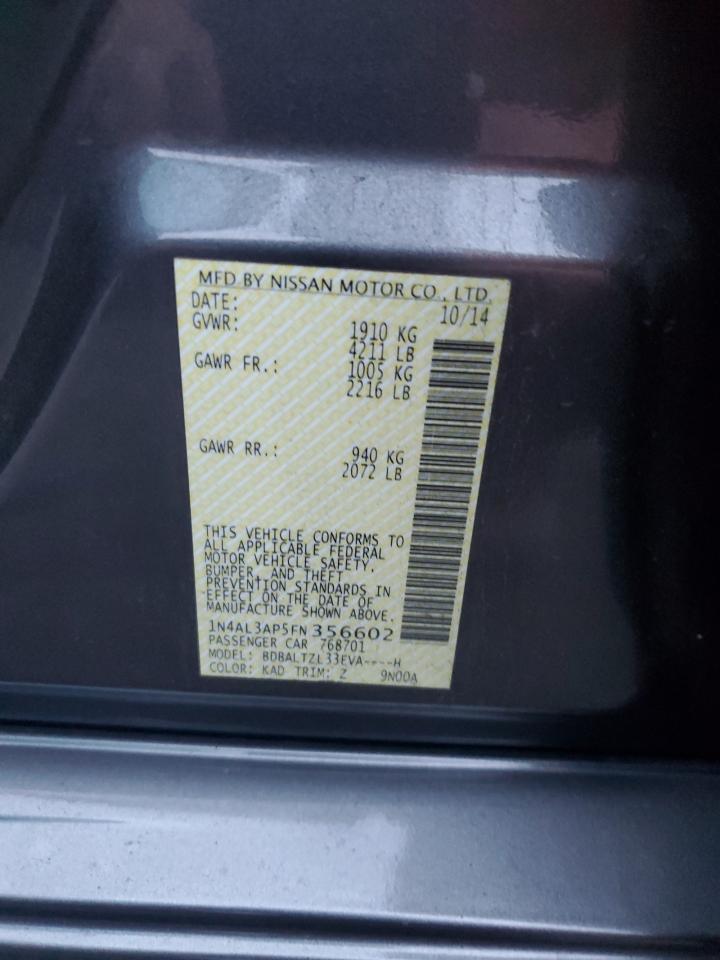 MFD BY NISSAN MOTOR CO., LTD.
DATE: 10/14
GVWR: 1910 KG
4211 LB
GAWR FR.: 1005 KG
2216 LB
GAWR RR.: 940 KG
2072 LB
THIS VEHICLE CONFORMS TO
ALL APPLICABLE FEDERAL
MOTOR VEHICLE SAFETY,
BUMPER, AND THEFT
PREVENTION STANDARDS IN
EFFECT ON THE DATE OF
MANUFACTURE SHOWN ABOVE.
1N4AL3AP5FN356602
PASSENGER CAR 768701
MODEL: BDBALTZL33EVA----H
COLOR: KAD TRIM: Z 9N00A